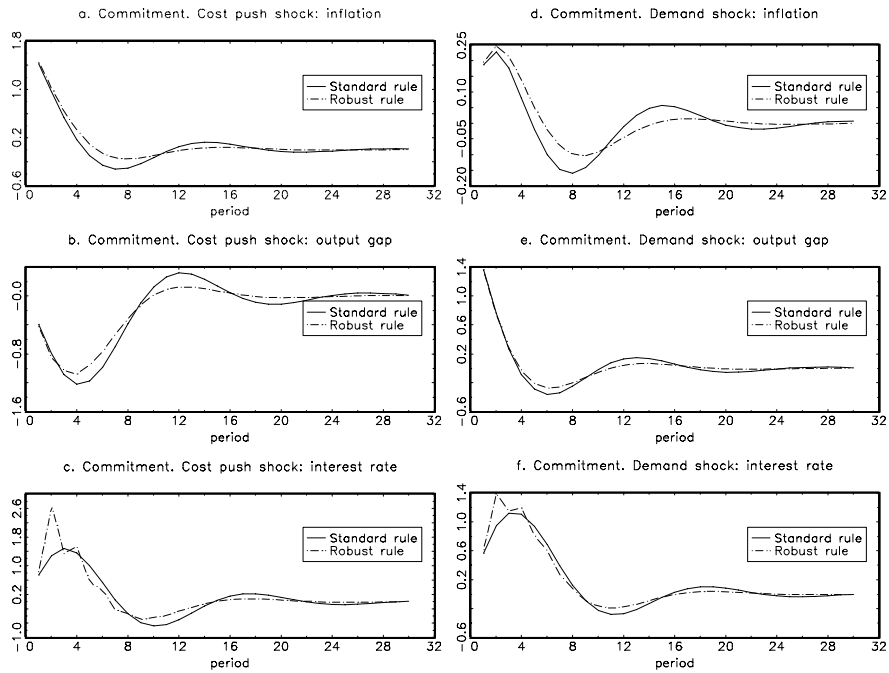 a. Commitment. Cost push shock: inflation
1.8
1.0
0.2
-0.6
Standard rule
Robust rule
0 4 8 12 16 20 24 28 32
period
b. Commitment. Cost push shock: output gap
-0.0
-0.8
-1.6
Standard rule
Robust rule
0 4 8 12 16 20 24 28 32
period
c. Commitment. Cost push shock: interest rate
2.6
1.8
1.0
0.2
-1.0
Standard rule
Robust rule
0 4 8 12 16 20 24 28 32
period
d. Commitment. Demand shock: inflation
0.25
0.10
-0.05
-0.20
Standard rule
Robust rule
0 4 8 12 16 20 24 28 32
period
e. Commitment. Demand shock: output gap
1.4
1.0
0.6
0.2
-0.6
Standard rule
Robust rule
0 4 8 12 16 20 24 28 32
period
f. Commitment. Demand shock: interest rate
1.4
1.0
0.6
0.2
-0.6
Standard rule
Robust rule
0 4 8 12 16 20 24 28 32
period